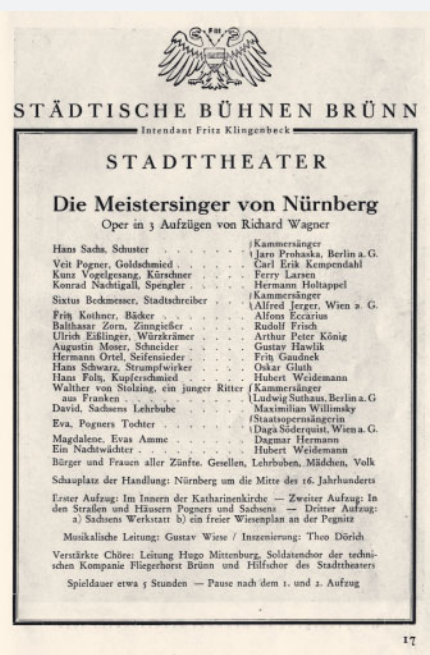 STÄDTISCHE BÜHNEN BRÜNN
Intendant Fritz Klingenbeck
STADTTHEATER
Die Meistersinger von Nürnberg
Oper in 3 Aufzügen von Richard Wagner
Hans Sachs, Schuster . . . . . . { Kammersänger Jaro Prohaska, Berlin a. G.
Veit Pogner, Goldschmied . . . . . Carl Erik Kempendahl
Kunz Vogelgesang, Kürschner . . . . Ferry Larsen
Konrad Nachtigall, Spengler . . . . Hermann Holtappel
Sixtus Beckmesser, Stadtschreiber . . . { Kammersänger Alfred Jerger, Wien a. G.
Fritz Kothner, Bäcker . . . . . . Alfons Eccarius
Balthasar Zorn, Zinngießer . . . . . Rudolf Frisch
Ulrich Eißlinger, Würzkrämer . . . . Arthur Peter König
Augustin Moser, Schneider . . . . . Gustav Hawlik
Hermann Ortel, Seifensieder . . . . Fritz Gaudnek
Hans Schwarz, Strumpfwirker . . . . Oskar Gluth
Hans Foltz, Kupferschmied . . . . . Hubert Weidemann
Walther von Stolzing, ein junger Ritter { Kammersänger
aus Franken . . . . . . . Ludwig Suthaus, Berlin a. G
David, Sachsens Lehrbube . . . . . Maximilian Willimsky
Eva, Pogners Tochter . . . . . . { Staatsopernsängerin Daga Söderquist, Wien a. G.
Magdalene, Evas Amme . . . . . Dagmar Hermann
Ein Nachtwächter . . . . . . . Hubert Weidemann
Bürger und Frauen aller Zünfte. Gesellen, Lehrbuben, Mädchen, Volk
Schauplatz der Handlung: Nürnberg um die Mitte des 16. Jahrhunderts
Erster Aufzug: Im Innern der Katharinenkirche — Zweiter Aufzug: In
den Straßen und Häusern Pogners und Sachsens — Dritter Aufzug:
a) Sachsens Werkstatt b) ein freier Wiesenplan an der Pegnitz
Musikalische Leitung: Gustav Wiese / Inszenierung: Theo Dörich
Verstärkte Chöre: Leitung Hugo Mittenburg, Soldatenchor der techni-
schen Kompanie Fliegerhorst Brünn und Hilfschor des Stadttheaters
Spieldauer etwa 5 Stunden — Pause nach dem 1. und 2. Aufzug
17